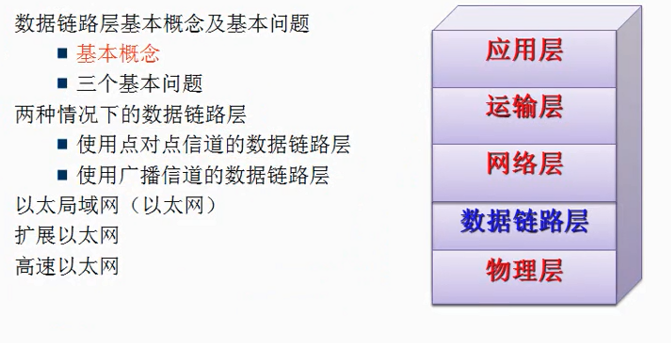 数据链路层基本概念及基本问题
基本概念
三个基本问题
两种情况下的数据链路层
使用点对点信道的数据链路层
使用广播信道的数据链路层
以太局域网（以太网）
扩展以太网
高速以太网
应用层
运输层
网络层
数据链路层
物理层